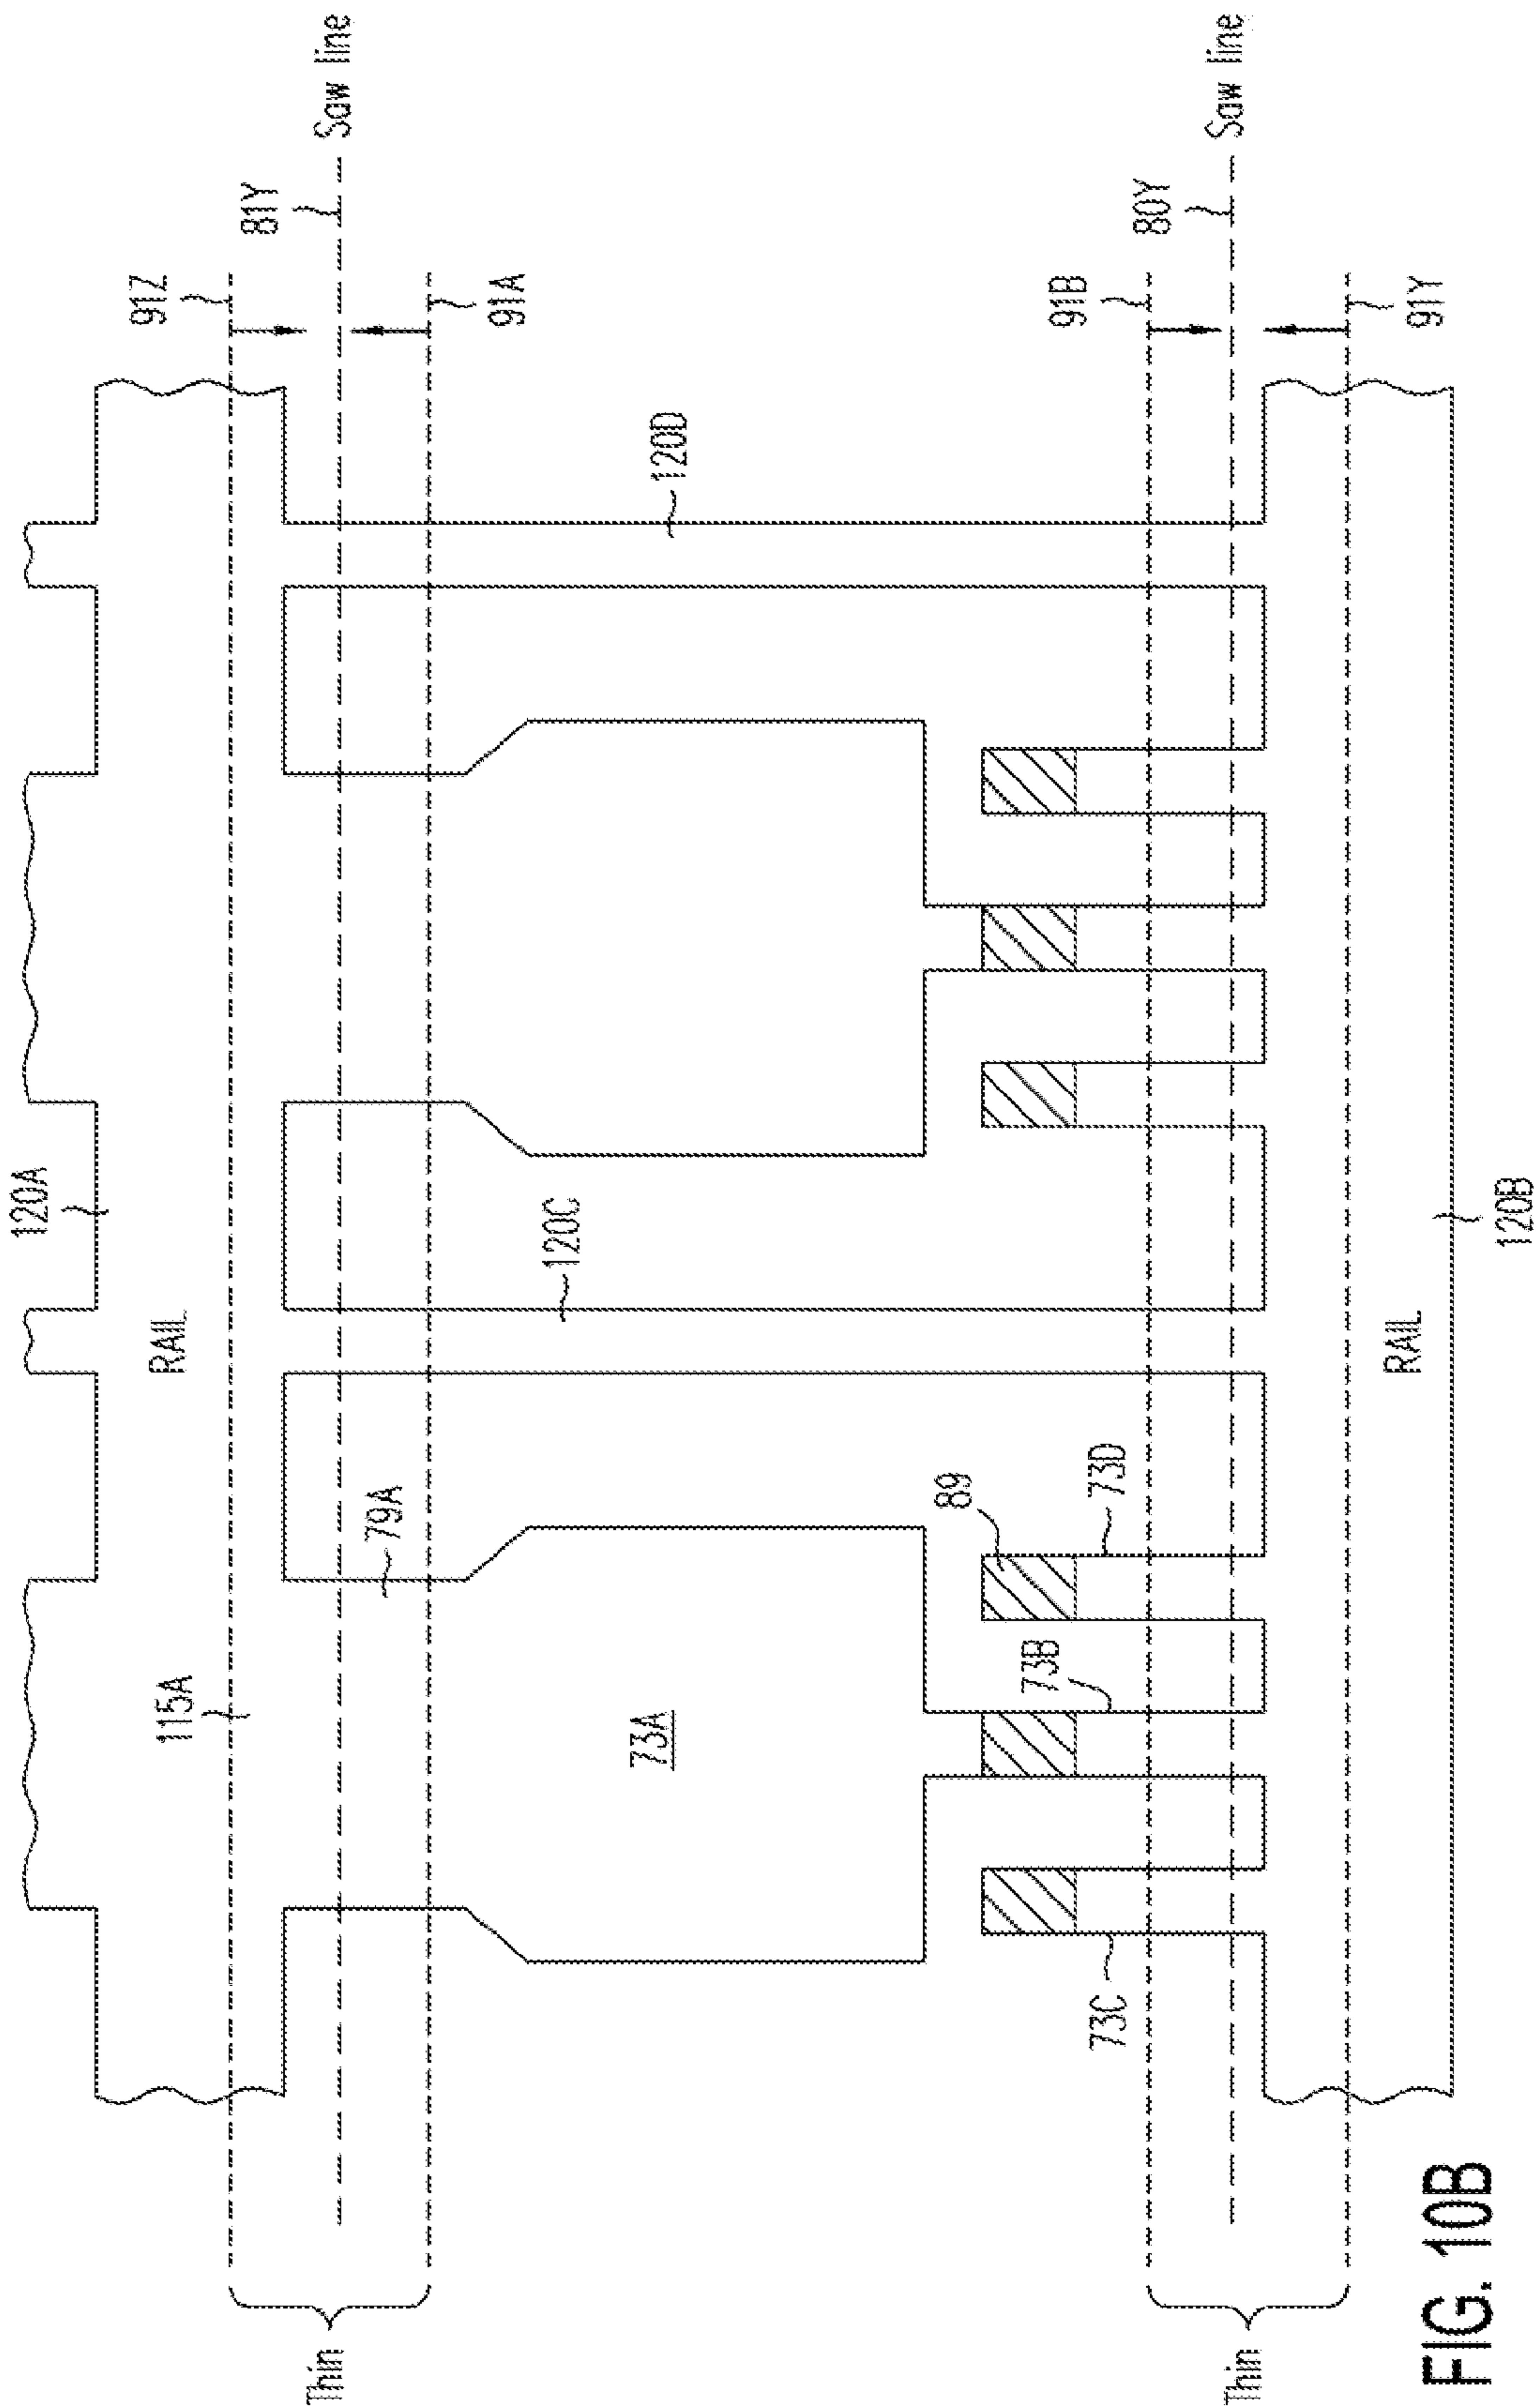 Saw line
81Y
91Z
91A
Saw line
80Y
91B
91Y
120D
120A
120C
RAIL
120B
RAIL
79A
115A
73A
89
73D
73B
73C
Thin
Thin
FIG. 10B